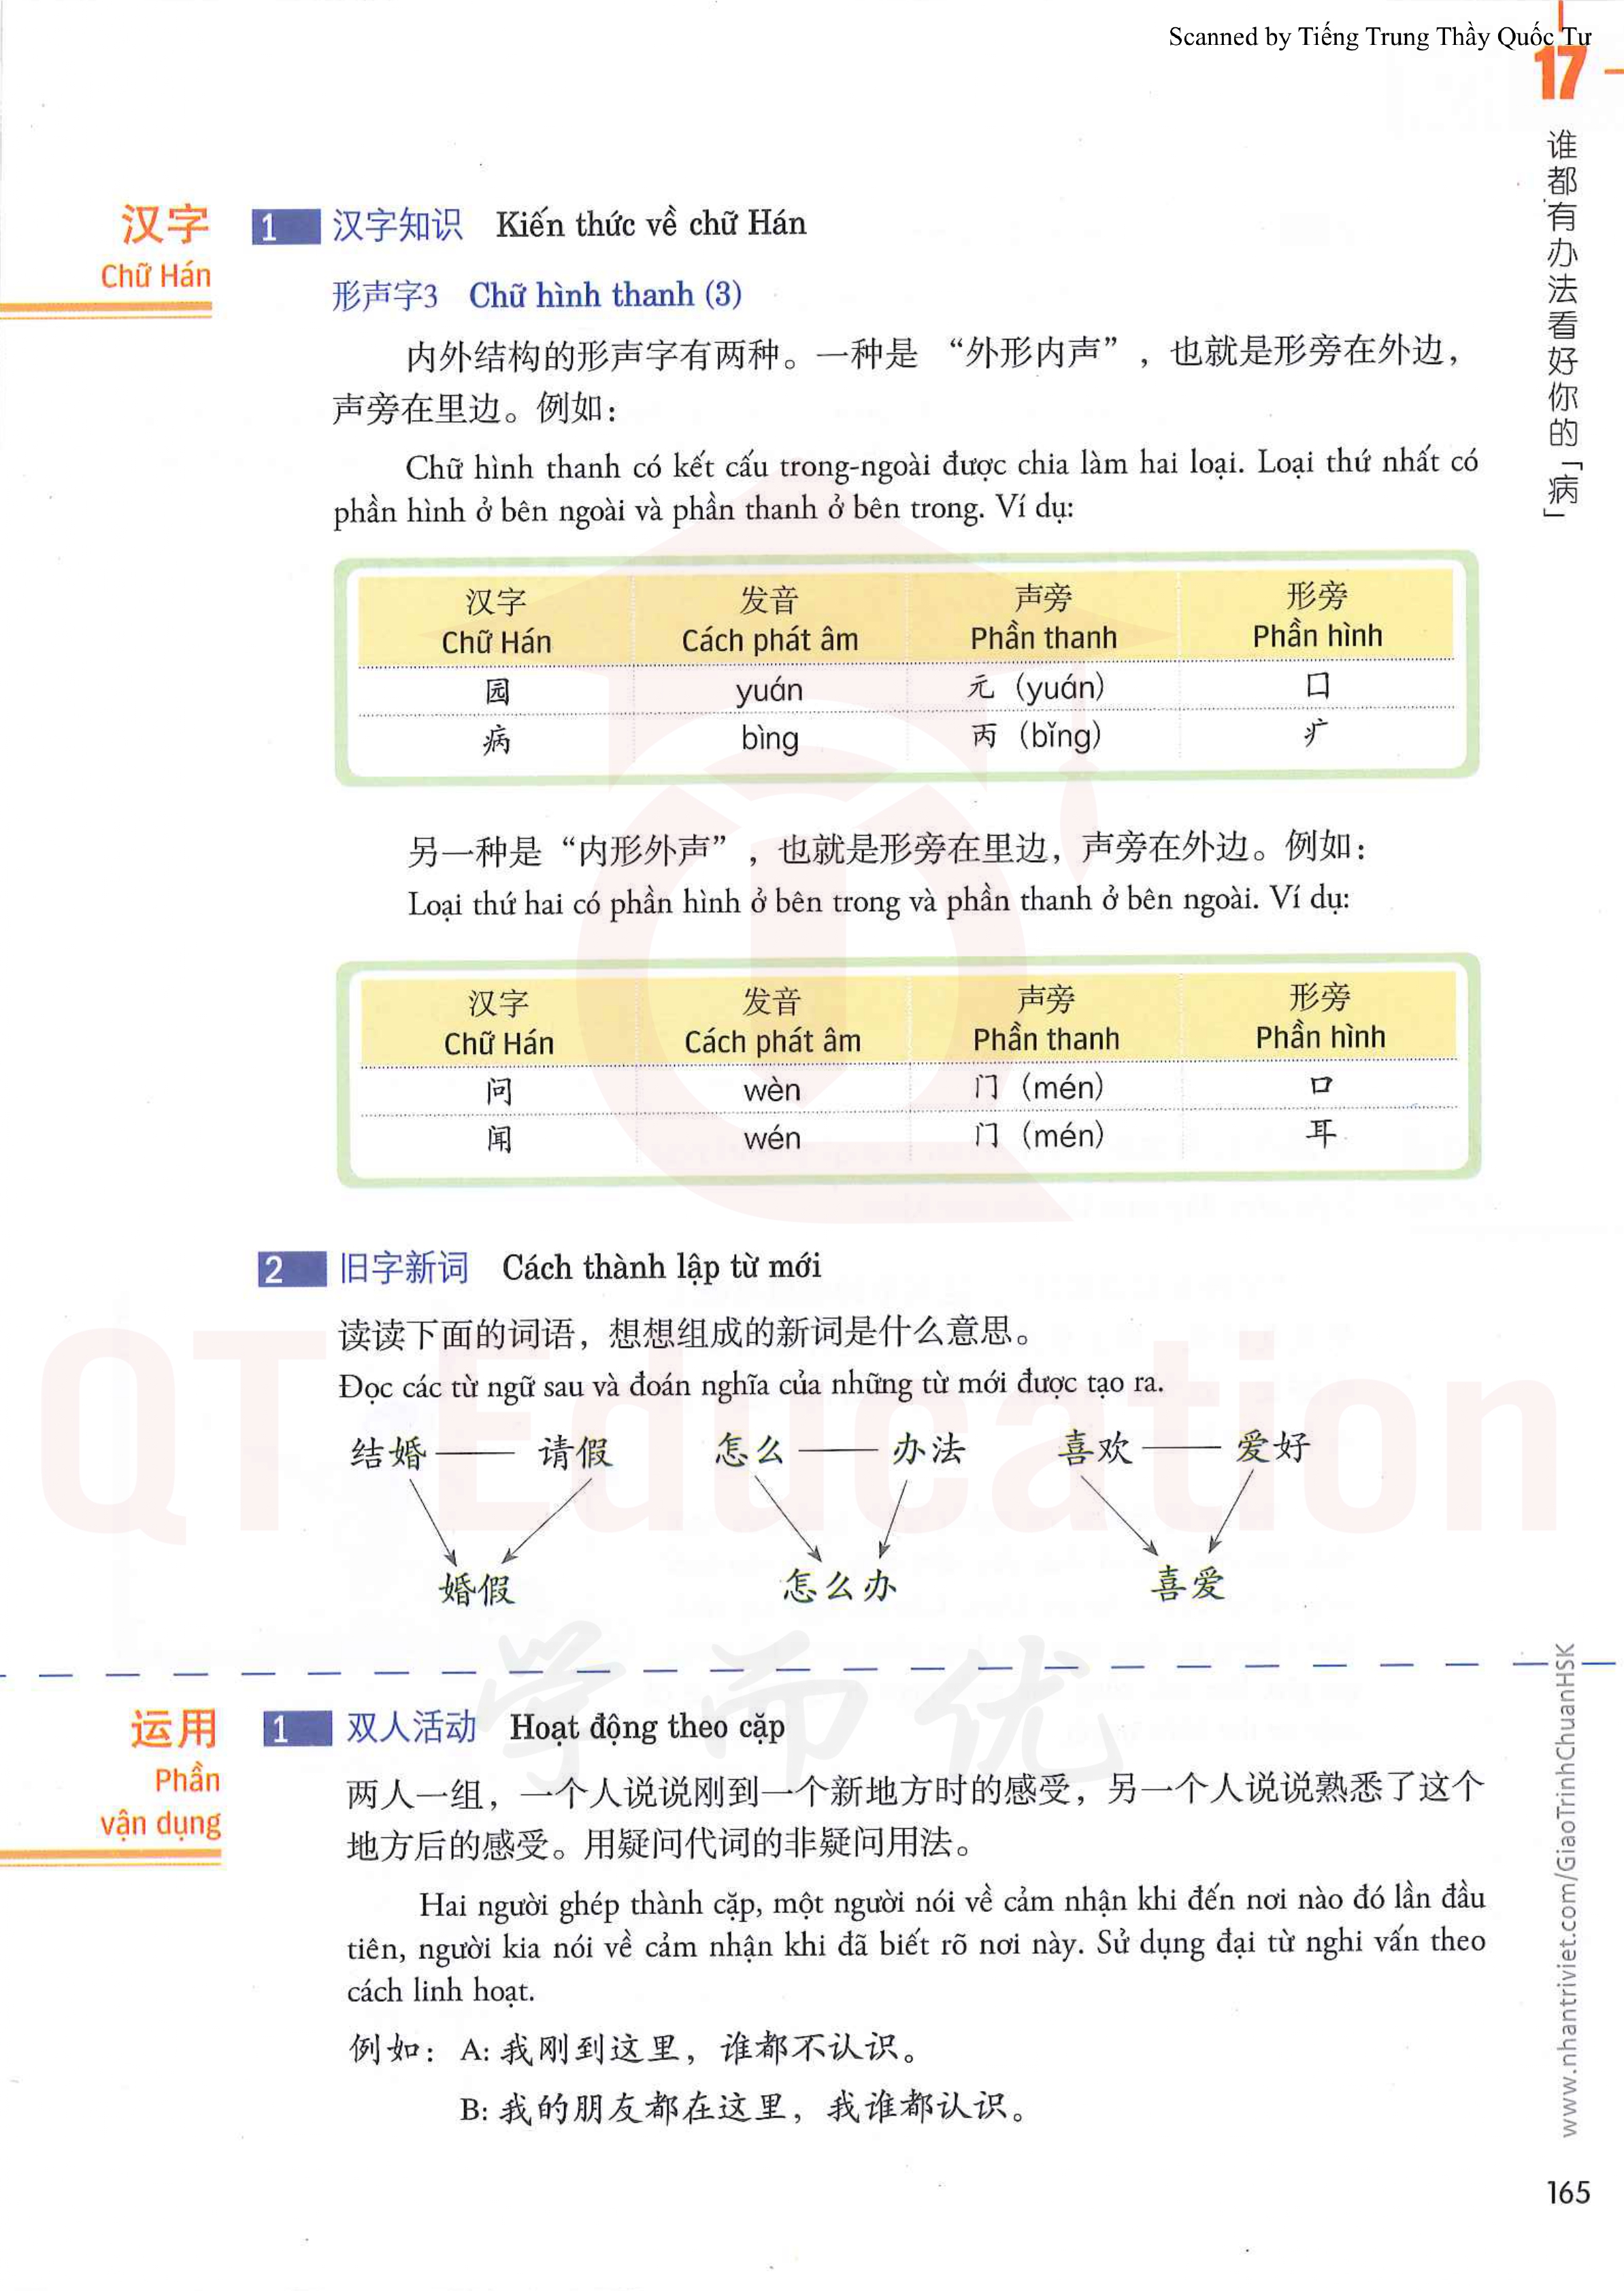 Scanned by Tiếng Trung Thầy Quốc Tư
17
谁都有办法看好你的「病」
汉字
Chữ Hán
1 汉字知识 Kiến thức về chữ Hán
形声字3 Chữ hình thanh (3)
内外结构的形声字有两种。一种是 “外形内声” ，也就是形旁在外边，
声旁在里边。例如：
Chữ hình thanh có kết cấu trong-ngoài được chia làm hai loại. Loại thứ nhất có
phần hình ở bên ngoài và phần thanh ở bên trong. Ví dụ:
汉字 发音 声旁 形旁
Chữ Hán Cách phát âm Phần thanh Phần hình
园 yuán 元（yuán） 囗
病 bìng 丙（bǐng） 疒
另一种是 “内形外声” ，也就是形旁在里边，声旁在外边。例如：
Loại thứ hai có phần hình ở bên trong và phần thanh ở bên ngoài. Ví dụ:
汉字 发音 声旁 形旁
Chữ Hán Cách phát âm Phần thanh Phần hình
问 wèn 门（mén） 口
闻 wén 门（mén） 耳
2 旧字新词 Cách thành lập từ mới
读读下面的词语，想想组成的新词是什么意思。
Đọc các từ ngữ sau và đoán nghĩa của những từ mới được tạo ra.
结婚 请假 怎么 办法 喜欢 爱好
婚假 怎么办 喜爱
QT Education
学而优
运用
Phần
vận dụng
1 双人活动 Hoạt động theo cặp
两人一组，一个人说说刚到一个新地方时的感受，另一个人说说熟悉了这个
地方后的感受。用疑问代词的非疑问用法。
Hai người ghép thành cặp, một người nói về cảm nhận khi đến nơi nào đó lần đầu
tiên, người kia nói về cảm nhận khi đã biết rõ nơi này. Sử dụng đại từ nghi vấn theo
cách linh hoạt.
例如：A: 我刚到这里，谁都不认识。
B: 我的朋友都在这里，我谁都认识。
www.nhantriviet.com/GiaoTrinhChuanHSK
165